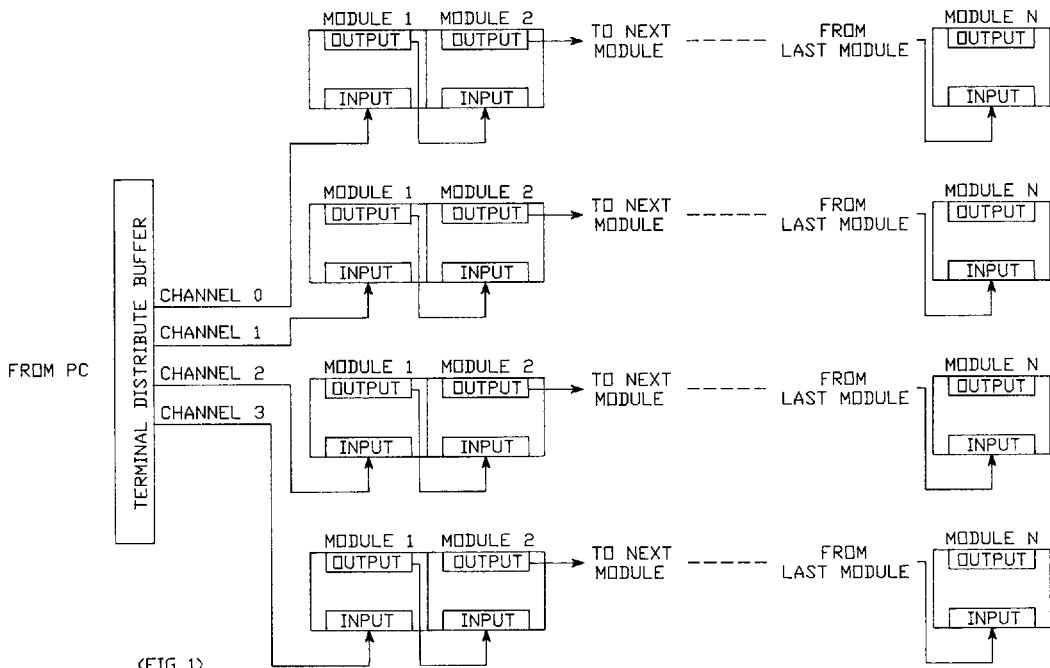 MODULE 1 MODULE 2 MODULE N
OUTPUT OUTPUT TO NEXT MODULE FROM LAST MODULE OUTPUT
INPUT INPUT INPUT
MODULE 1 MODULE 2 MODULE N
OUTPUT OUTPUT TO NEXT MODULE FROM LAST MODULE OUTPUT
INPUT INPUT INPUT
TERMINAL DISTRIBUTE BUFFER
CHANNEL 0
CHANNEL 1
FROM PC
CHANNEL 2
CHANNEL 3
MODULE 1 MODULE 2 MODULE N
OUTPUT OUTPUT TO NEXT MODULE FROM LAST MODULE OUTPUT
INPUT INPUT INPUT
MODULE 1 MODULE 2 MODULE N
OUTPUT OUTPUT TO NEXT MODULE FROM LAST MODULE OUTPUT
INPUT INPUT INPUT
(FIG 1)